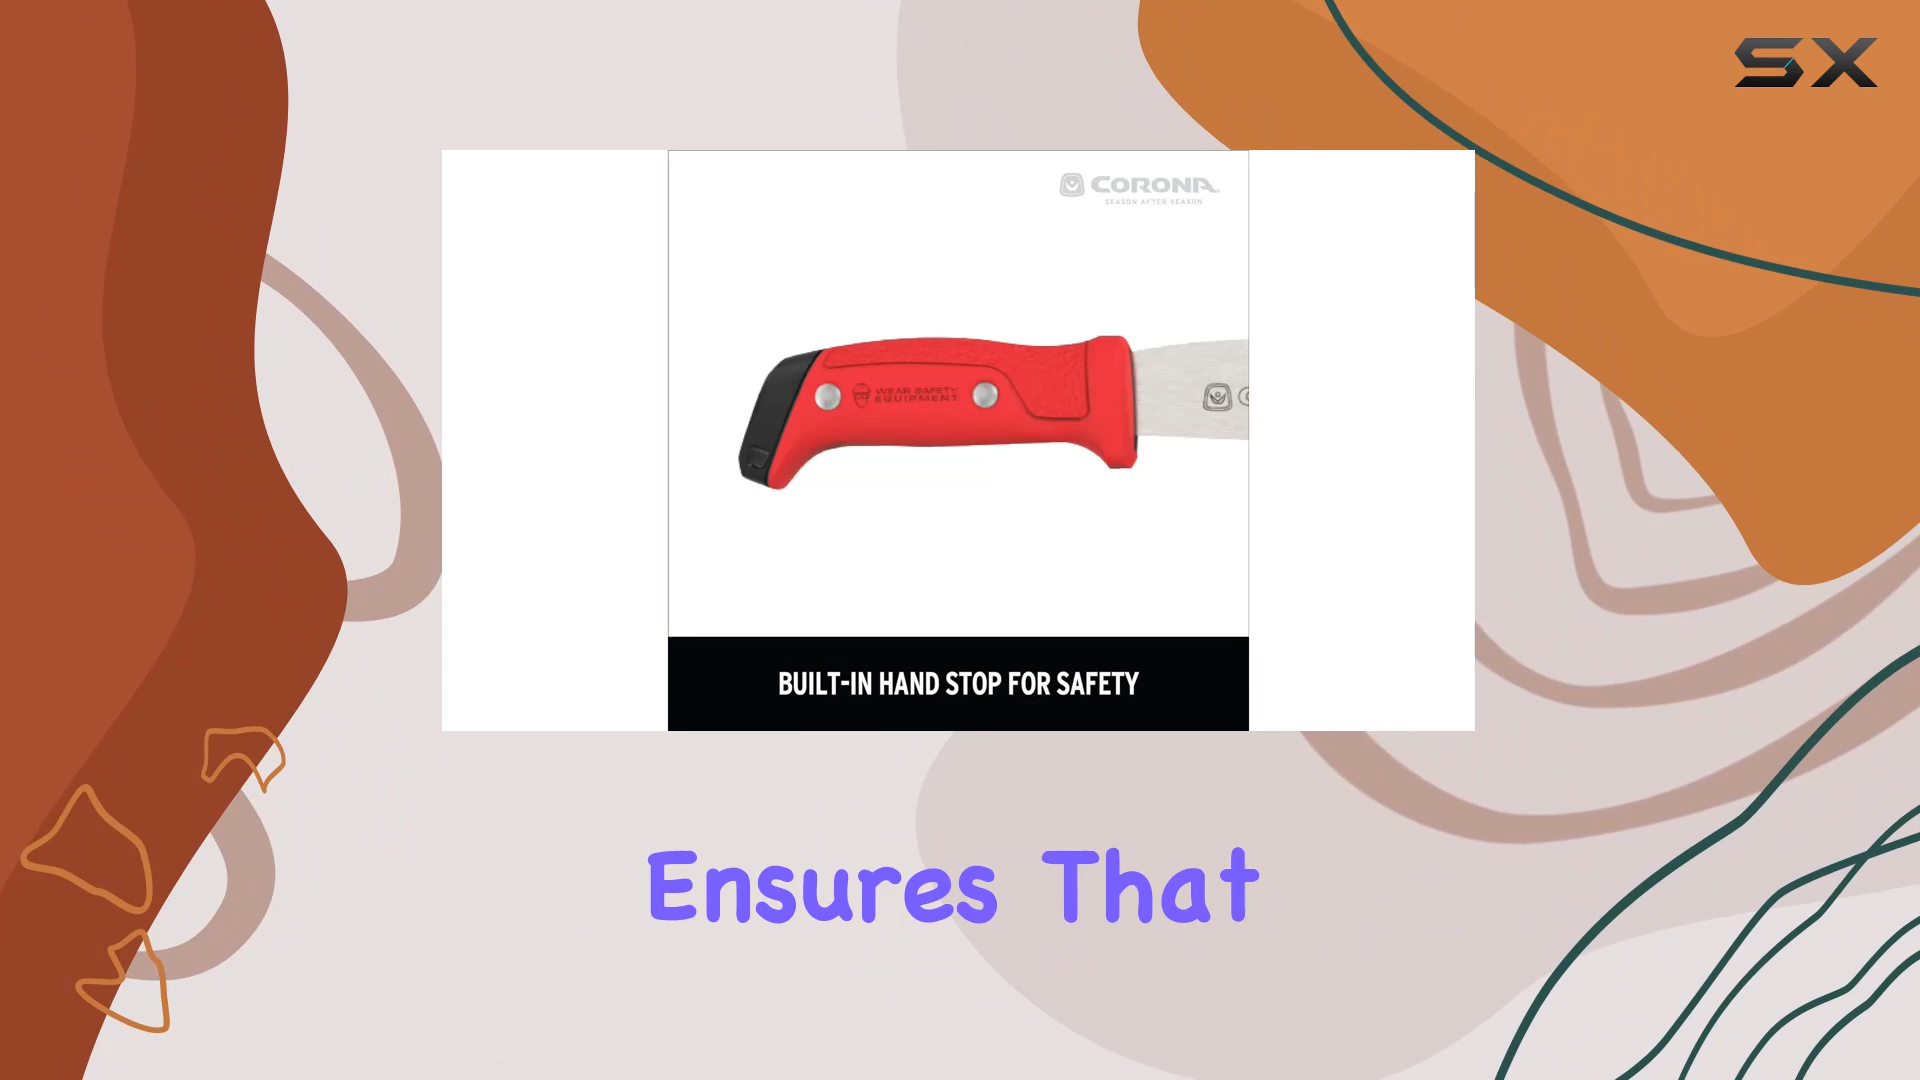 SX
CORONA
SEASON AFTER SEASON
WEAR SAFETY
EQUIPMENT
BUILT-IN HAND STOP FOR SAFETY
Ensures That